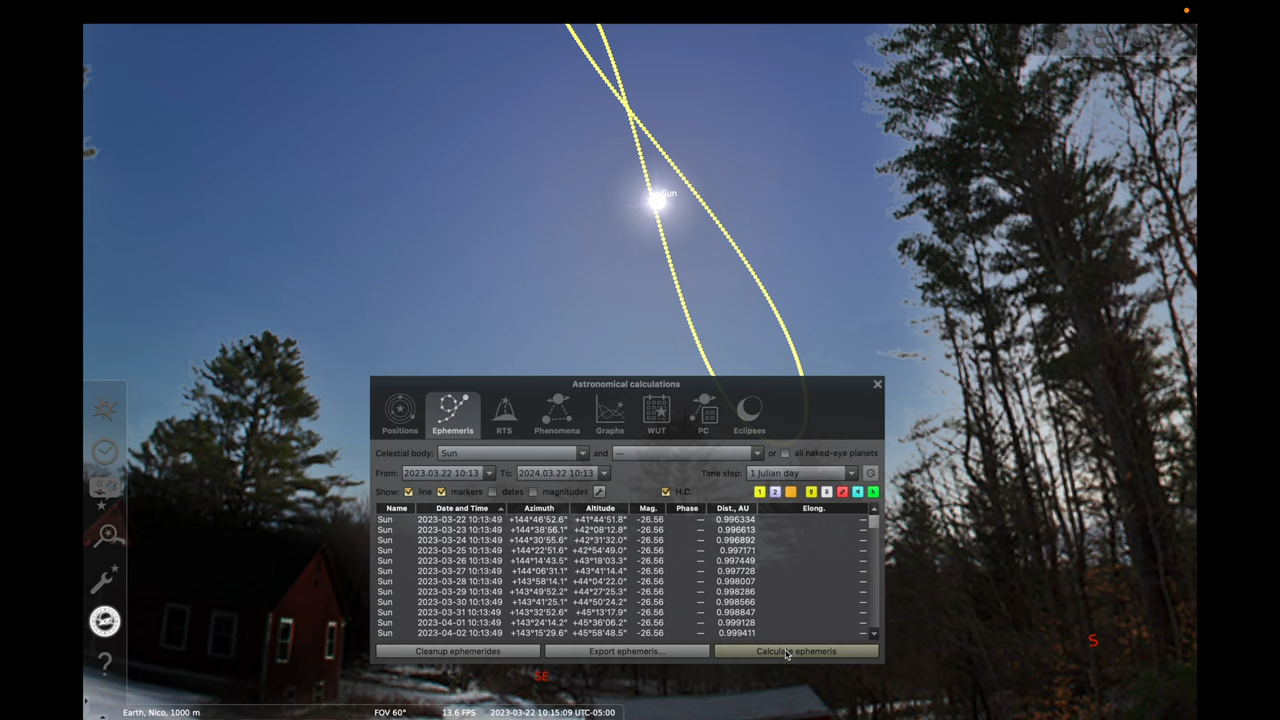 Sun
Astronomical calculations
Positions Ephemeris RTS Phenomena Graphs WUT PC Eclipses
Celestial body: Sun and --- or all naked-eye planets
From: 2023.03.22 10:13 To: 2024.03.22 10:13 Time step: 1 Julian day
Show: line markers dates magnitudes H.C. 1 2 ☿ ♀ ♂ ♃ ♄
Name Date and Time Azimuth Altitude Mag. Phase Dist., AU Elong.
Sun 2023-03-22 10:13:49 +144°46'52.6" +41°44'51.8" -26.56 — 0.996334 —
Sun 2023-03-23 10:13:49 +144°38'56.1" +42°08'12.8" -26.56 — 0.996613 —
Sun 2023-03-24 10:13:49 +144°30'55.6" +42°31'32.0" -26.56 — 0.996892 —
Sun 2023-03-25 10:13:49 +144°22'51.6" +42°54'49.0" -26.56 — 0.997171 —
Sun 2023-03-26 10:13:49 +144°14'43.5" +43°18'03.3" -26.56 — 0.997449 —
Sun 2023-03-27 10:13:49 +144°06'31.1" +43°41'14.4" -26.56 — 0.997728 —
Sun 2023-03-28 10:13:49 +143°58'14.1" +44°04'22.0" -26.56 — 0.998007 —
Sun 2023-03-29 10:13:49 +143°49'52.2" +44°27'25.3" -26.56 — 0.998286 —
Sun 2023-03-30 10:13:49 +143°41'25.1" +44°50'24.2" -26.56 — 0.998566 —
Sun 2023-03-31 10:13:49 +143°32'52.6" +45°13'17.9" -26.56 — 0.998847 —
Sun 2023-04-01 10:13:49 +143°24'14.2" +45°36'06.2" -26.56 — 0.999128 —
Sun 2023-04-02 10:13:49 +143°15'29.6" +45°58'48.5" -26.56 — 0.999411 —
Cleanup ephemerides Export ephemeris... Calculate ephemeris
S
SE
Earth, Nico, 1000 m FOV 60° 13.6 FPS 2023-03-22 10:15:09 UTC-05:00